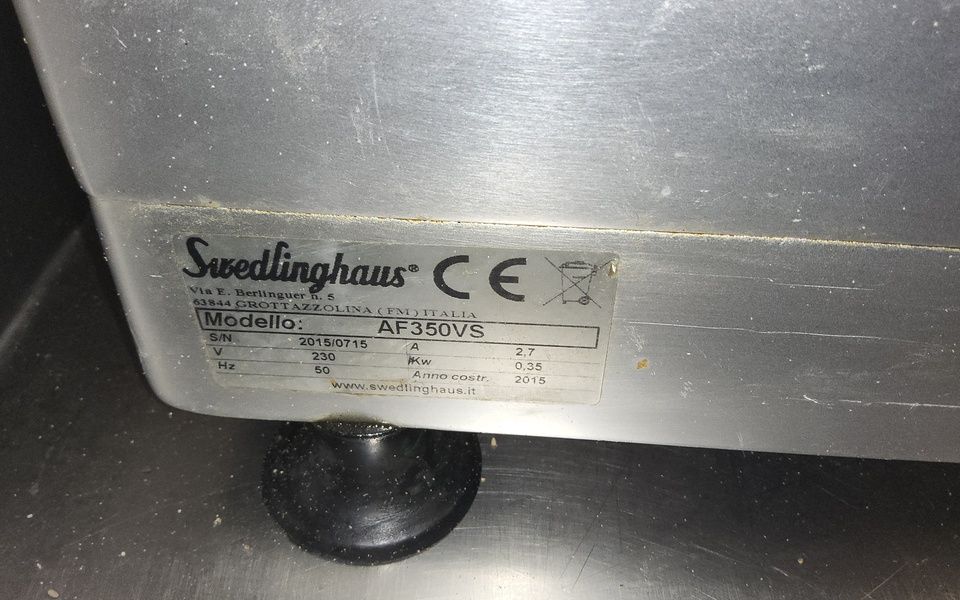 Swedlinghaus® CE
Via E. Berlinguer n. 5
63844 GROTTAZZOLINA ( FM ) ITALIA
Modello: AF350VS
S/N 2015/0715 A 2,7
V 230 Kw 0,35
Hz 50 Anno costr. 2015
www.swedlinghaus.it